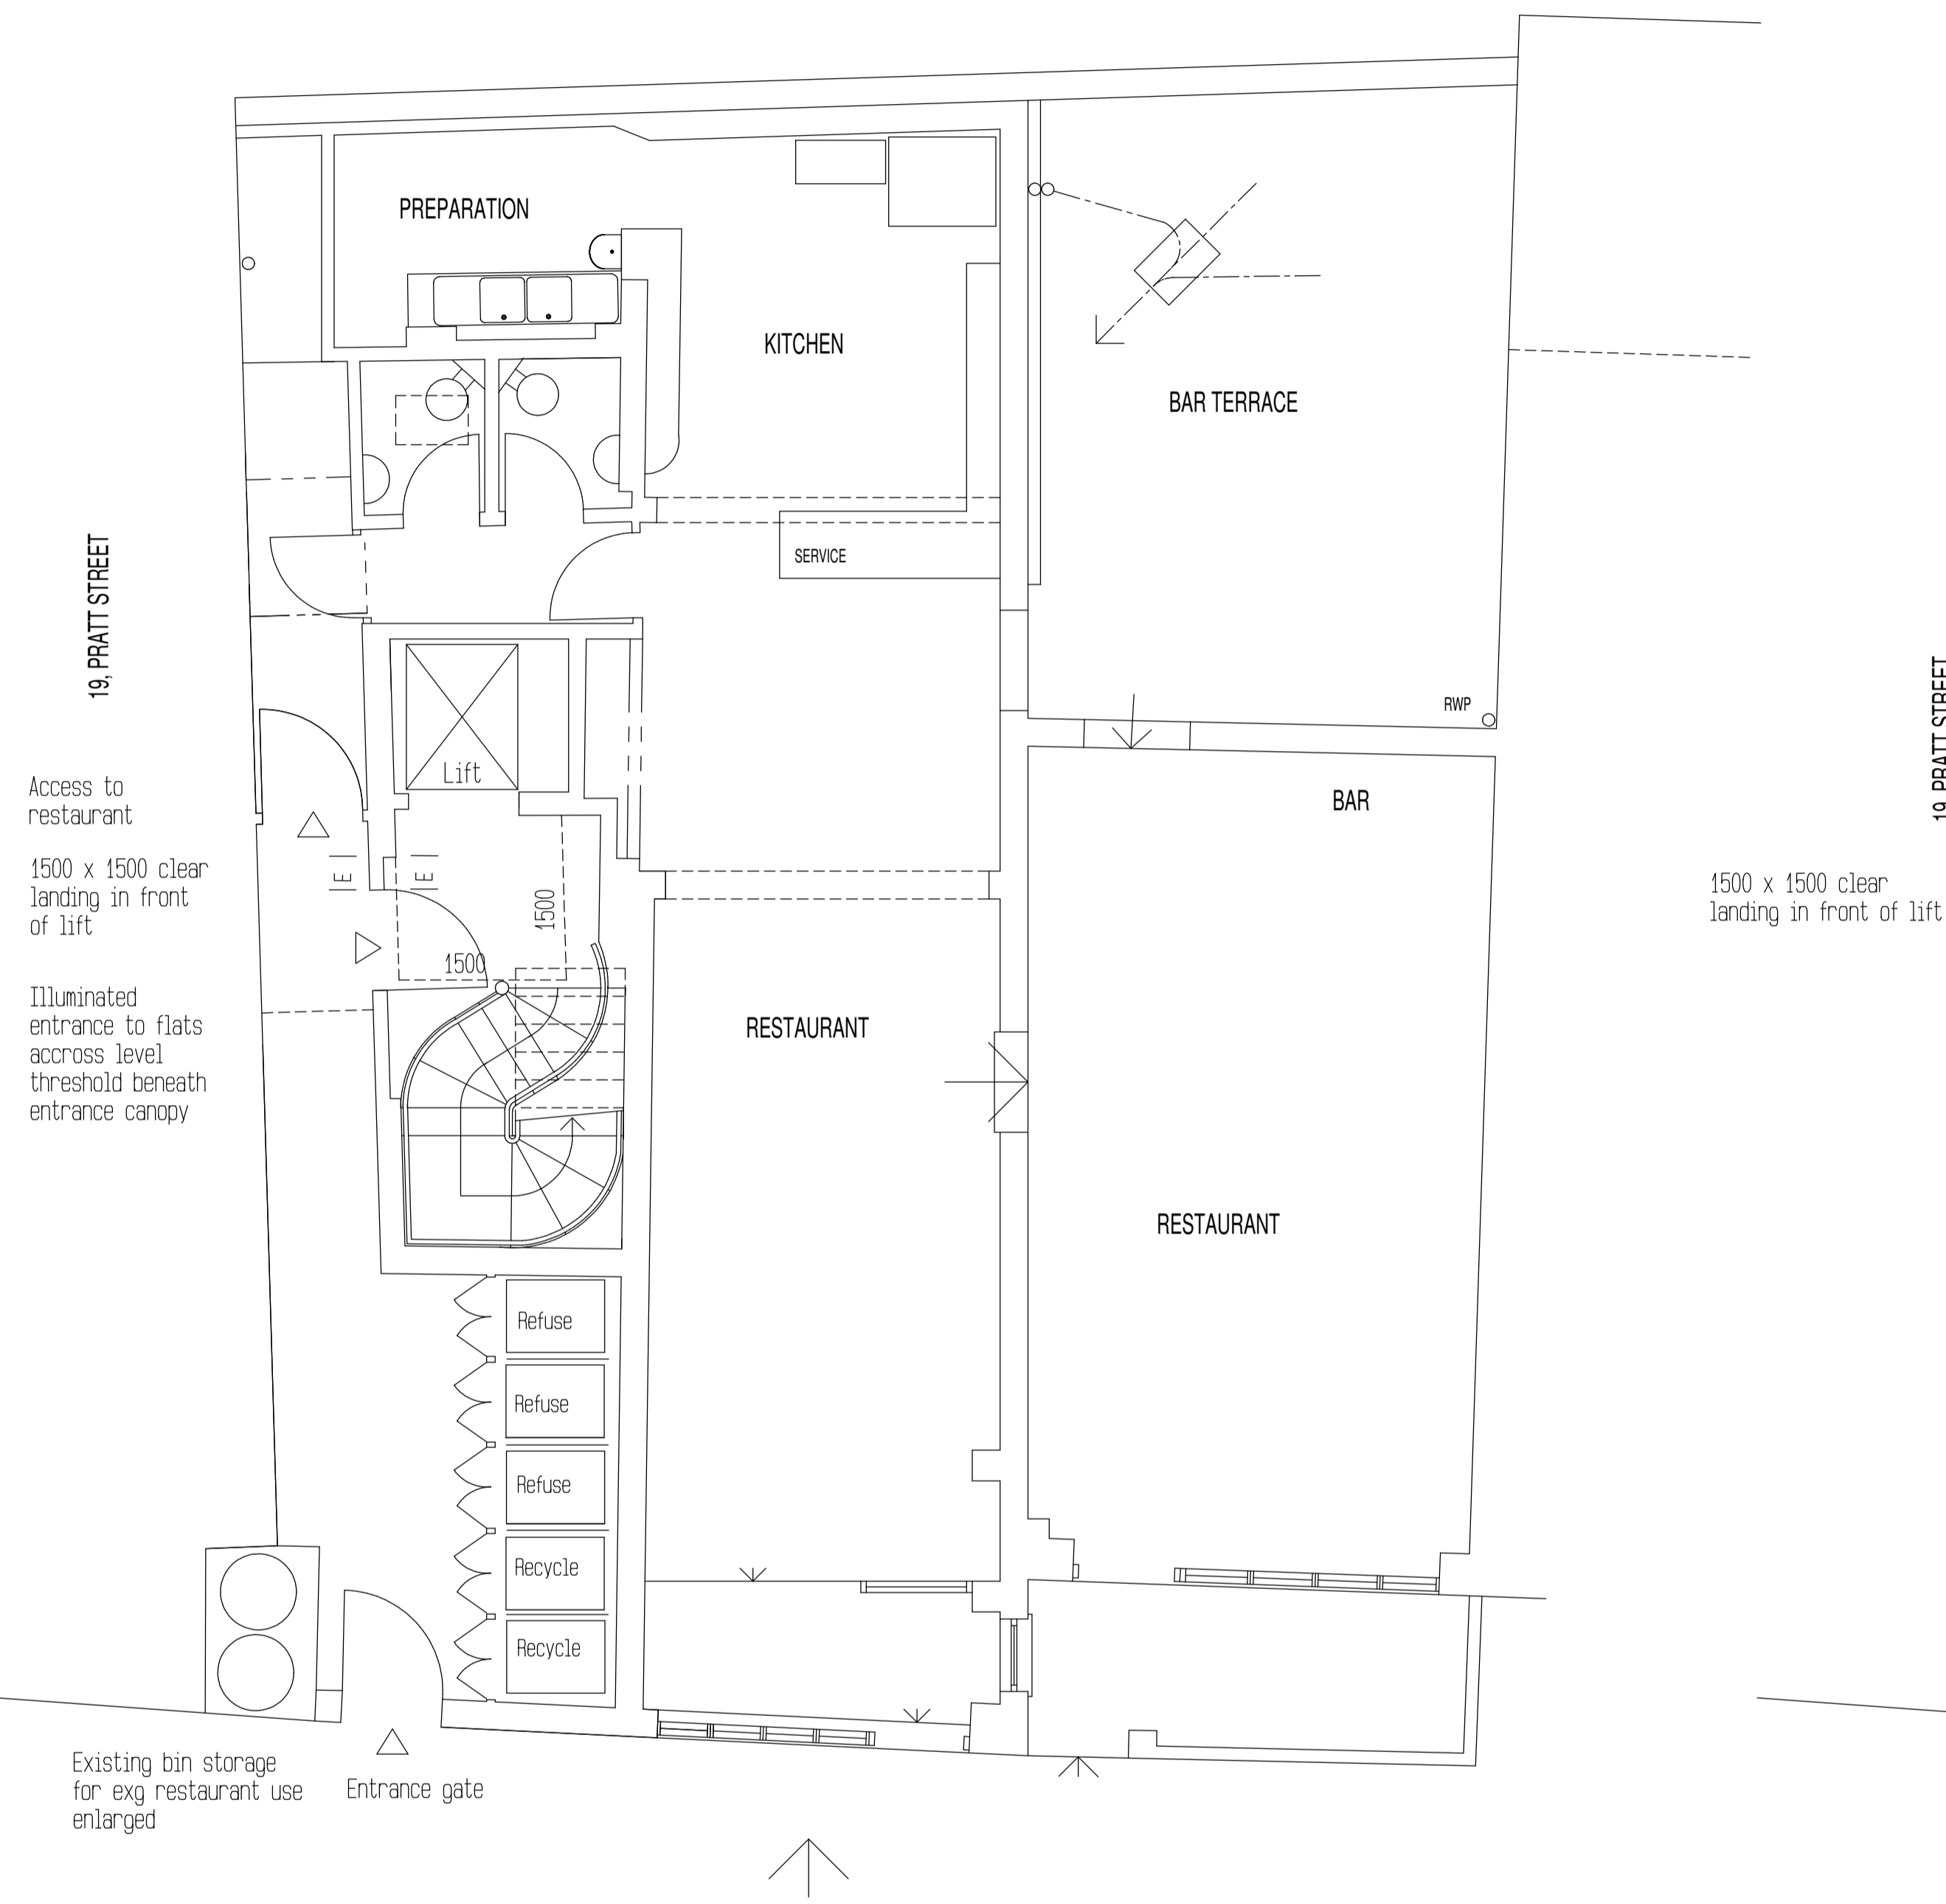 PREPARATION
KITCHEN
BAR TERRACE
SERVICE
19, PRATT STREET
19, PRATT STREET
RWP
Lift
BAR
Access to
restaurant
1500 x 1500 clear
landing in front
of lift
E
E
1500
1500
1500 x 1500 clear
landing in front of lift
Illuminated
entrance to flats
accross level
threshold beneath
entrance canopy
RESTAURANT
RESTAURANT
Refuse
Refuse
Refuse
Recycle
Recycle
Existing bin storage
for exg restaurant use
enlarged
Entrance gate